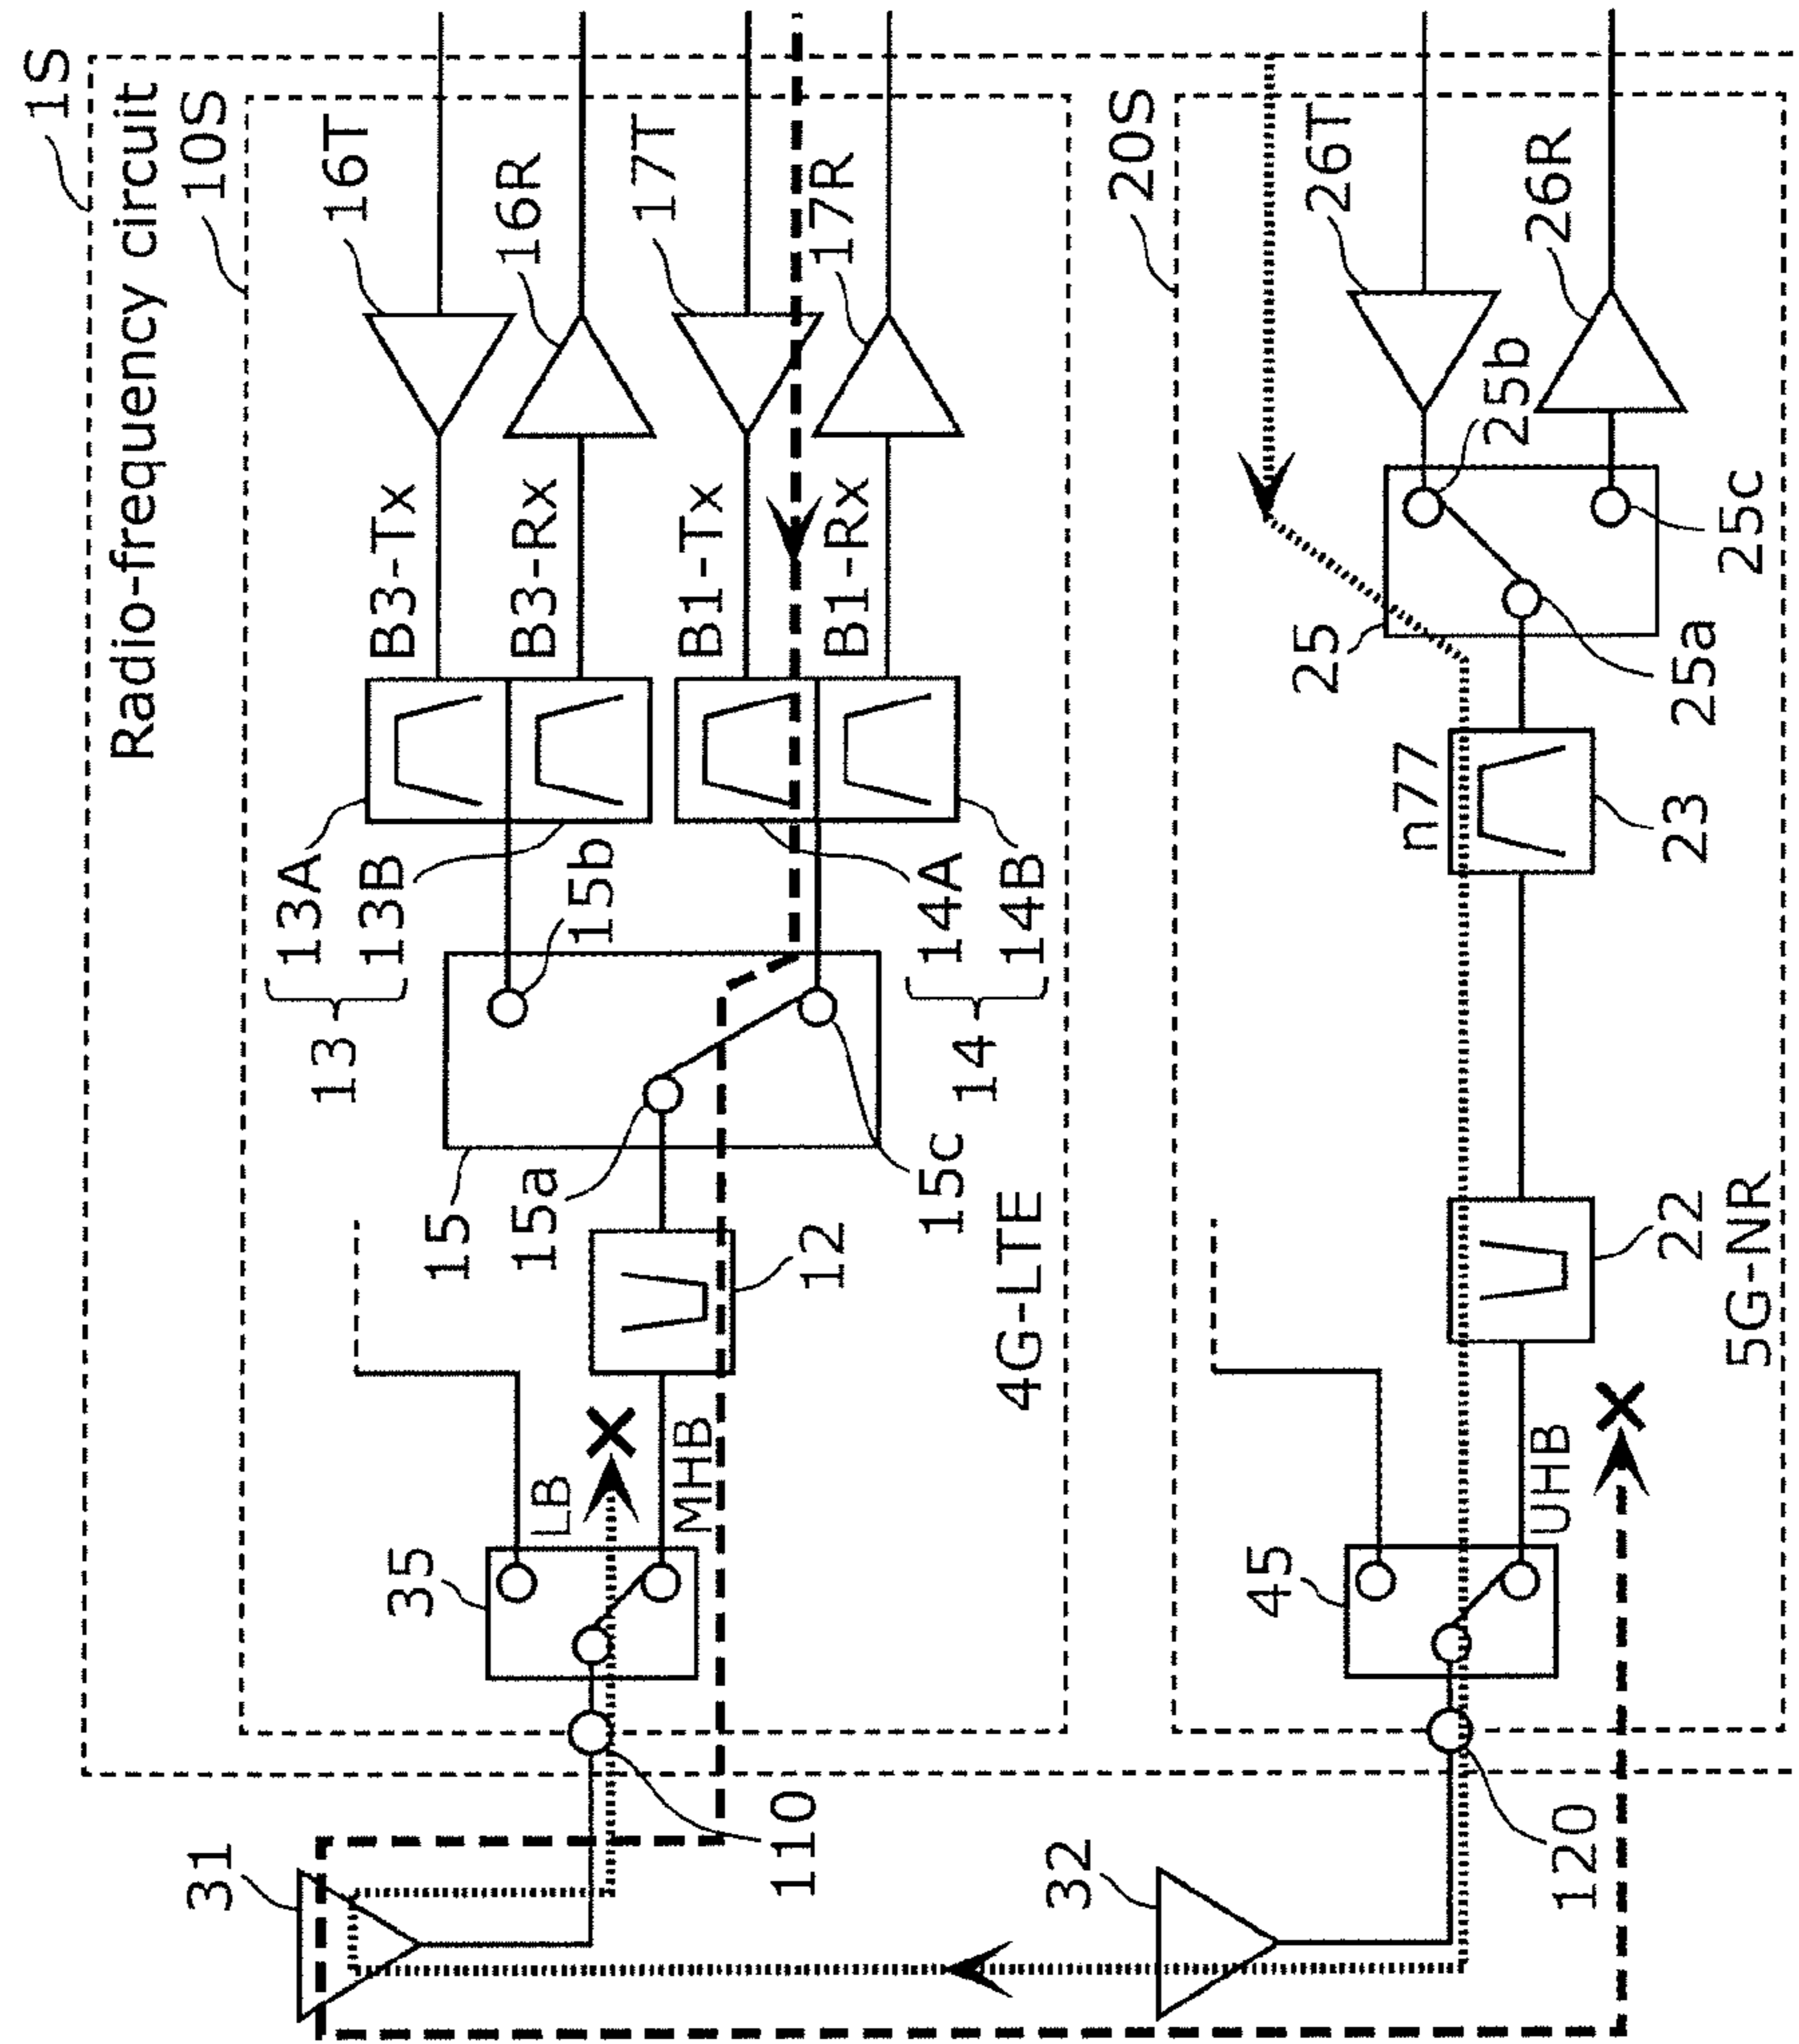 1S
Radio-frequency circuit
10S
16T
16R
17T
17R
B3-Tx
B3-Rx
B1-Tx
B1-Rx
13A
13B
13
15b
14A
14B
14
15
15a
15c
12
4G-LTE
LB
MHB
35
110
31
20S
26T
26R
25b
25c
25
25a
n77
23
22
5G-NR
UHB
45
120
32